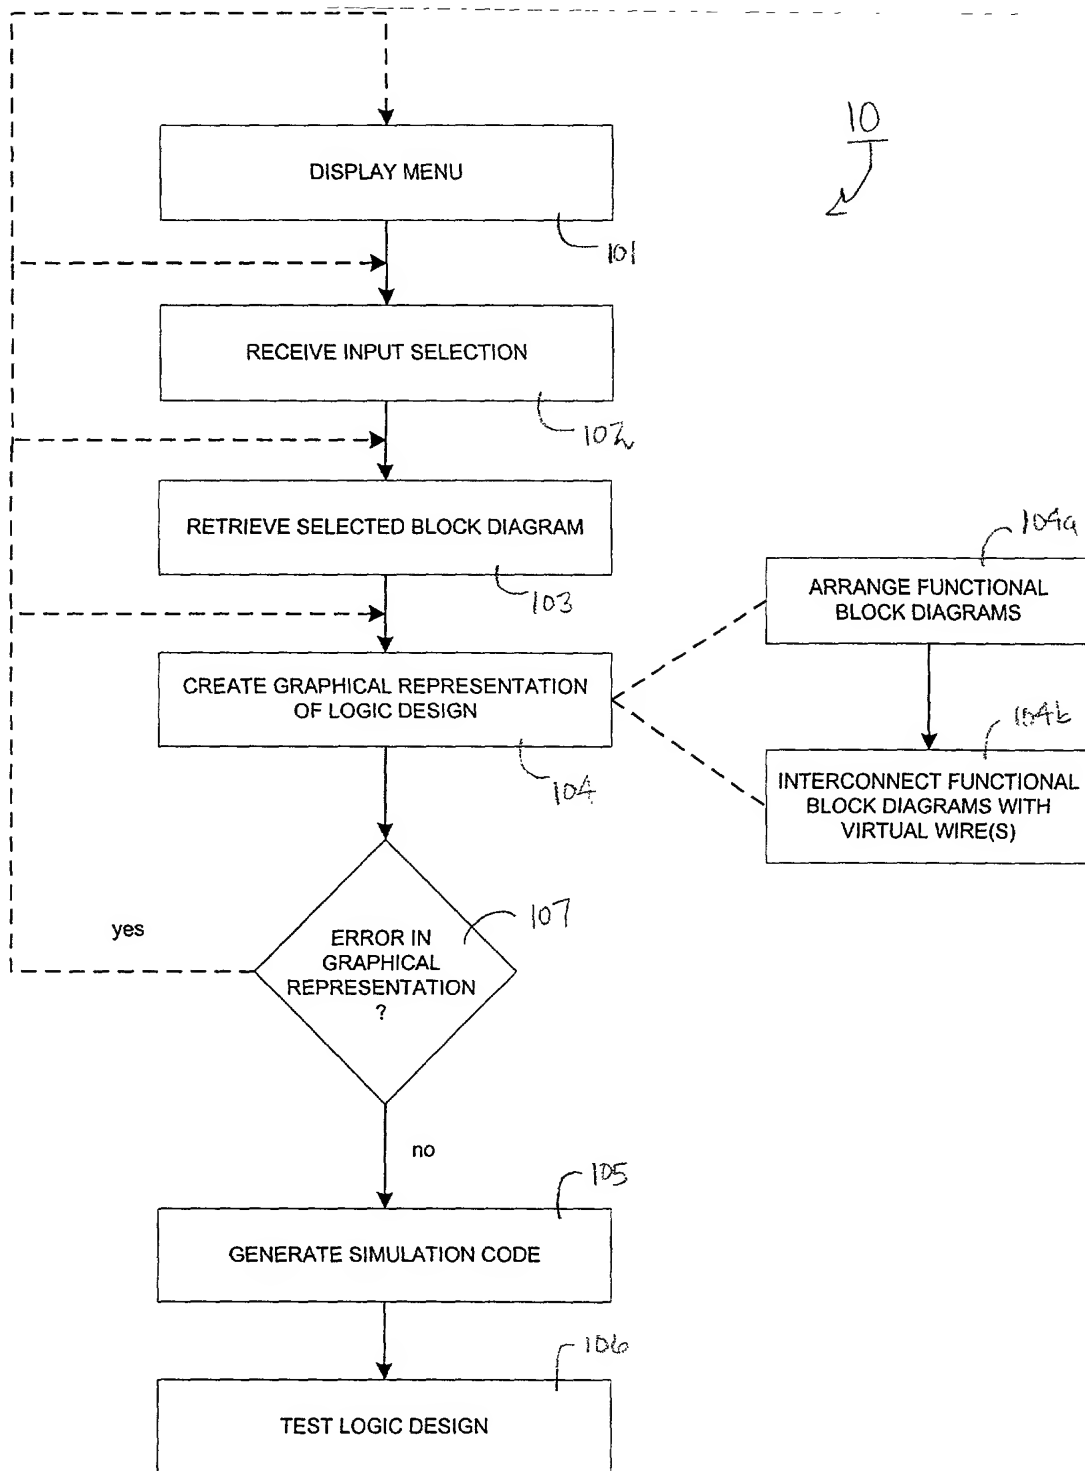 10
DISPLAY MENU
101
RECEIVE INPUT SELECTION
102
RETRIEVE SELECTED BLOCK DIAGRAM
103
104a
ARRANGE FUNCTIONAL
BLOCK DIAGRAMS
CREATE GRAPHICAL REPRESENTATION
OF LOGIC DESIGN
104
104b
INTERCONNECT FUNCTIONAL
BLOCK DIAGRAMS WITH
VIRTUAL WIRE(S)
107
yes
ERROR IN
GRAPHICAL
REPRESENTATION
?
no
105
GENERATE SIMULATION CODE
106
TEST LOGIC DESIGN